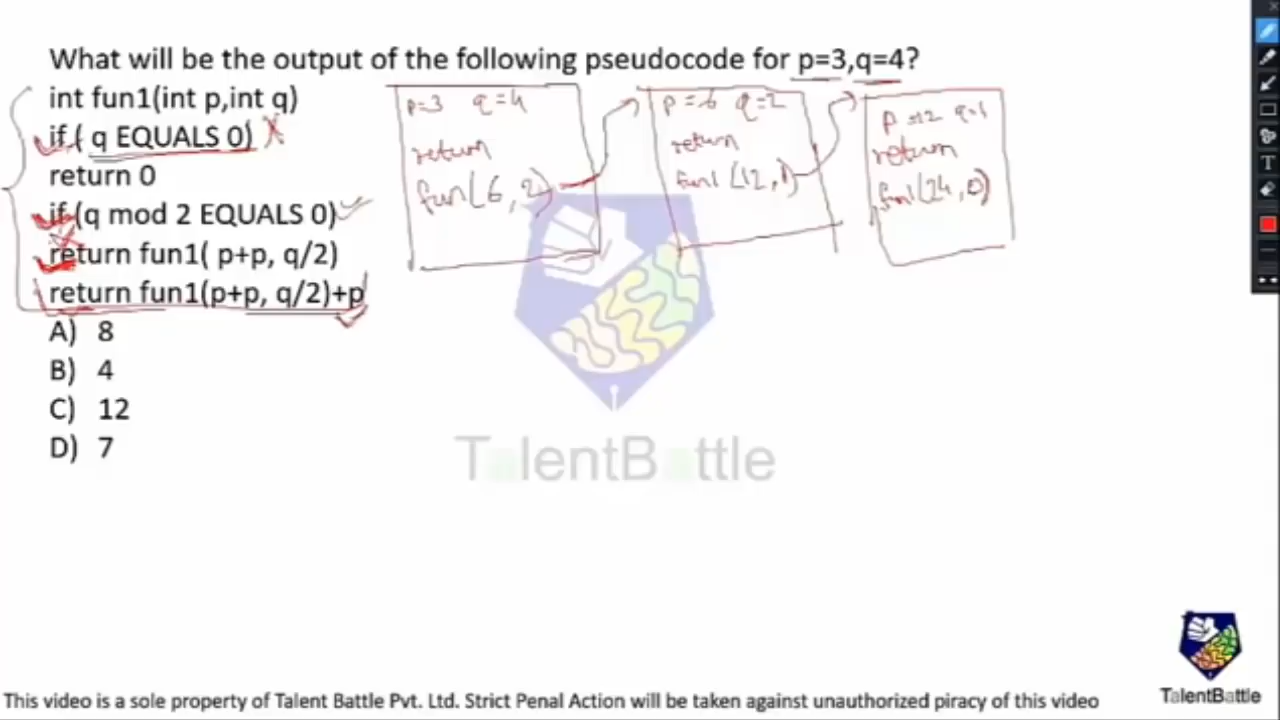 What will be the output of the following pseudocode for p=3,q=4?
int fun1(int p,int q)
if ( q EQUALS 0)
return 0
if (q mod 2 EQUALS 0)
return fun1( p+p, q/2)
return fun1(p+p, q/2)+p
A) 8
B) 4
C) 12
D) 7
p=3 q=4
return
fun(6,2)
p=6 q=2
return
fun1(12,1)
p=12 q=1
return
fun1(24,0)
TalentBattle
T
TalentBattle
This video is a sole property of Talent Battle Pvt. Ltd. Strict Penal Action will be taken against unauthorized piracy of this video